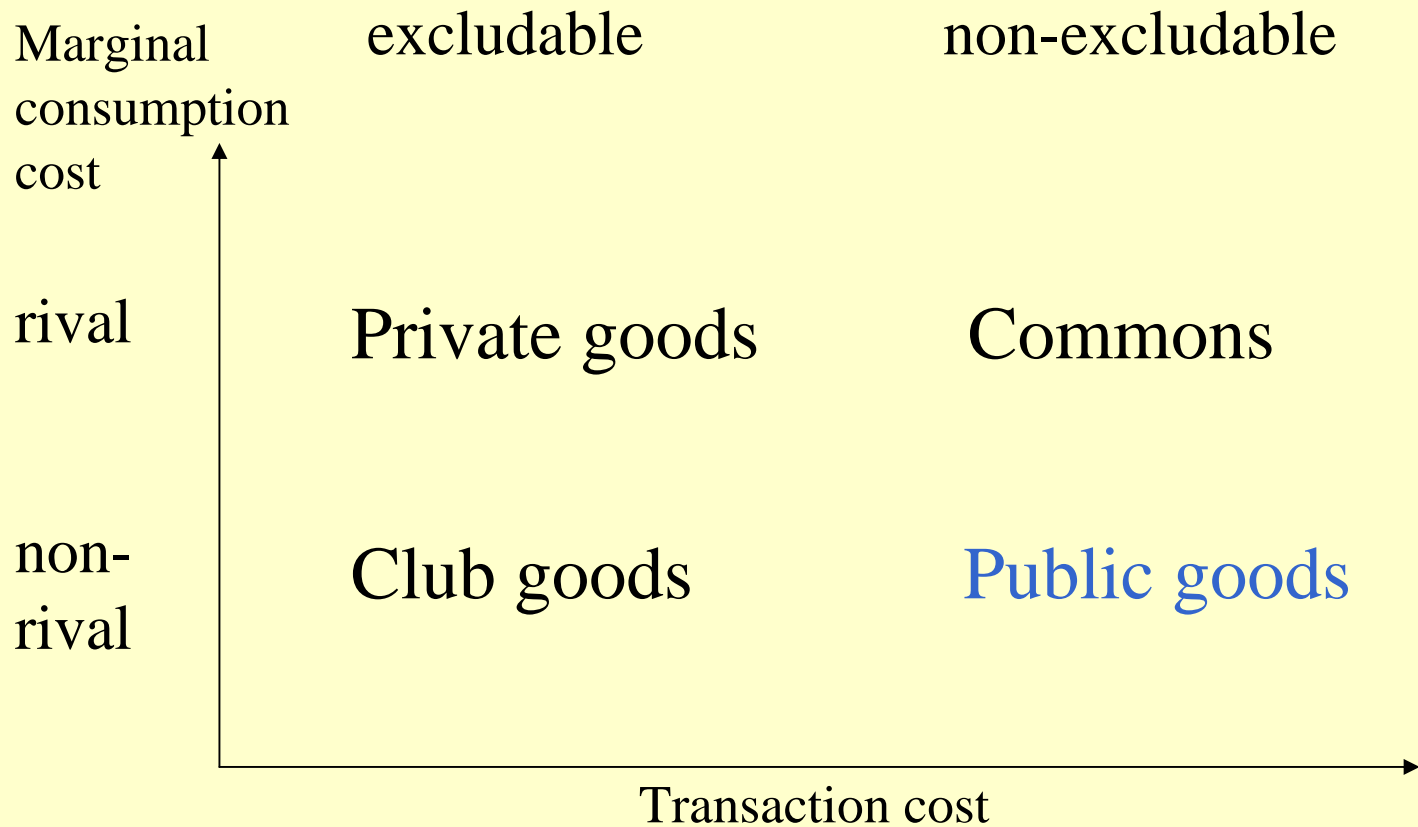 Marginal
consumption
cost
excludable
non-excludable
rival
Private goods
Commons
non-
rival
Club goods
Public goods
Transaction cost